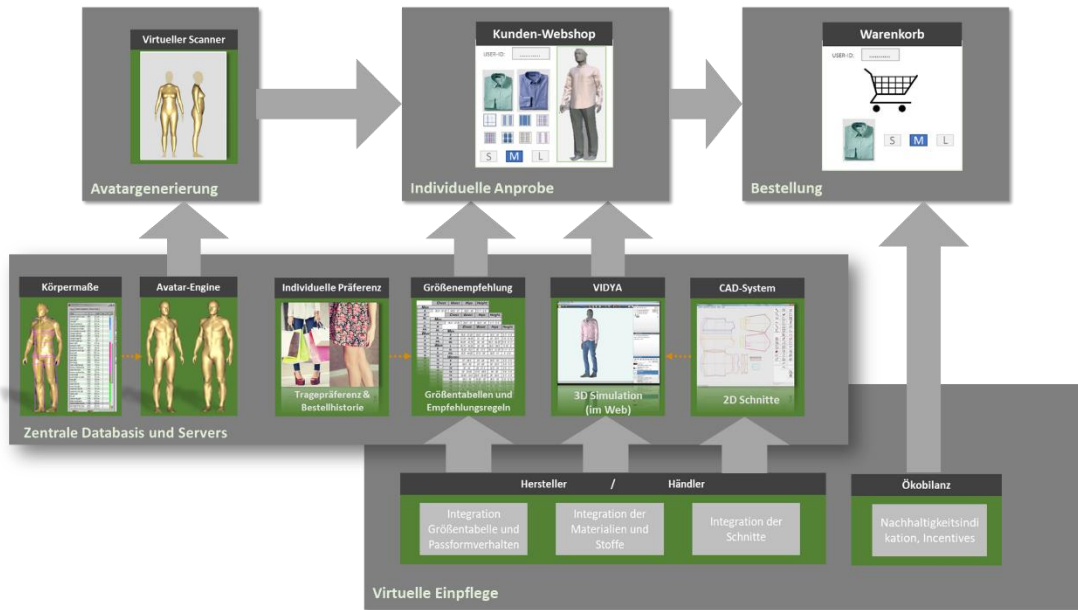 Virtueller Scanner
Avatargenerierung
Kunden-Webshop
USER-ID:
S M L
Individuelle Anprobe
Warenkorb
USER-ID:
S M L
Bestellung
Körpermaße
Avatar-Engine
Individuelle Präferenz
Tragepräferenz &
Bestellhistorie
Größenempfehlung
Größentabellen und
Empfehlungsregeln
VIDYA
3D Simulation
(im Web)
CAD-System
2D Schnitte
Zentrale Databasis und Servers
Hersteller / Händler
Integration
Größentabelle und
Passformverhalten
Integration der
Materialien und
Stoffe
Integration der
Schnitte
Ökobilanz
Nachhaltigkeitsindi
kation, Incentives
Virtuelle Einpflege